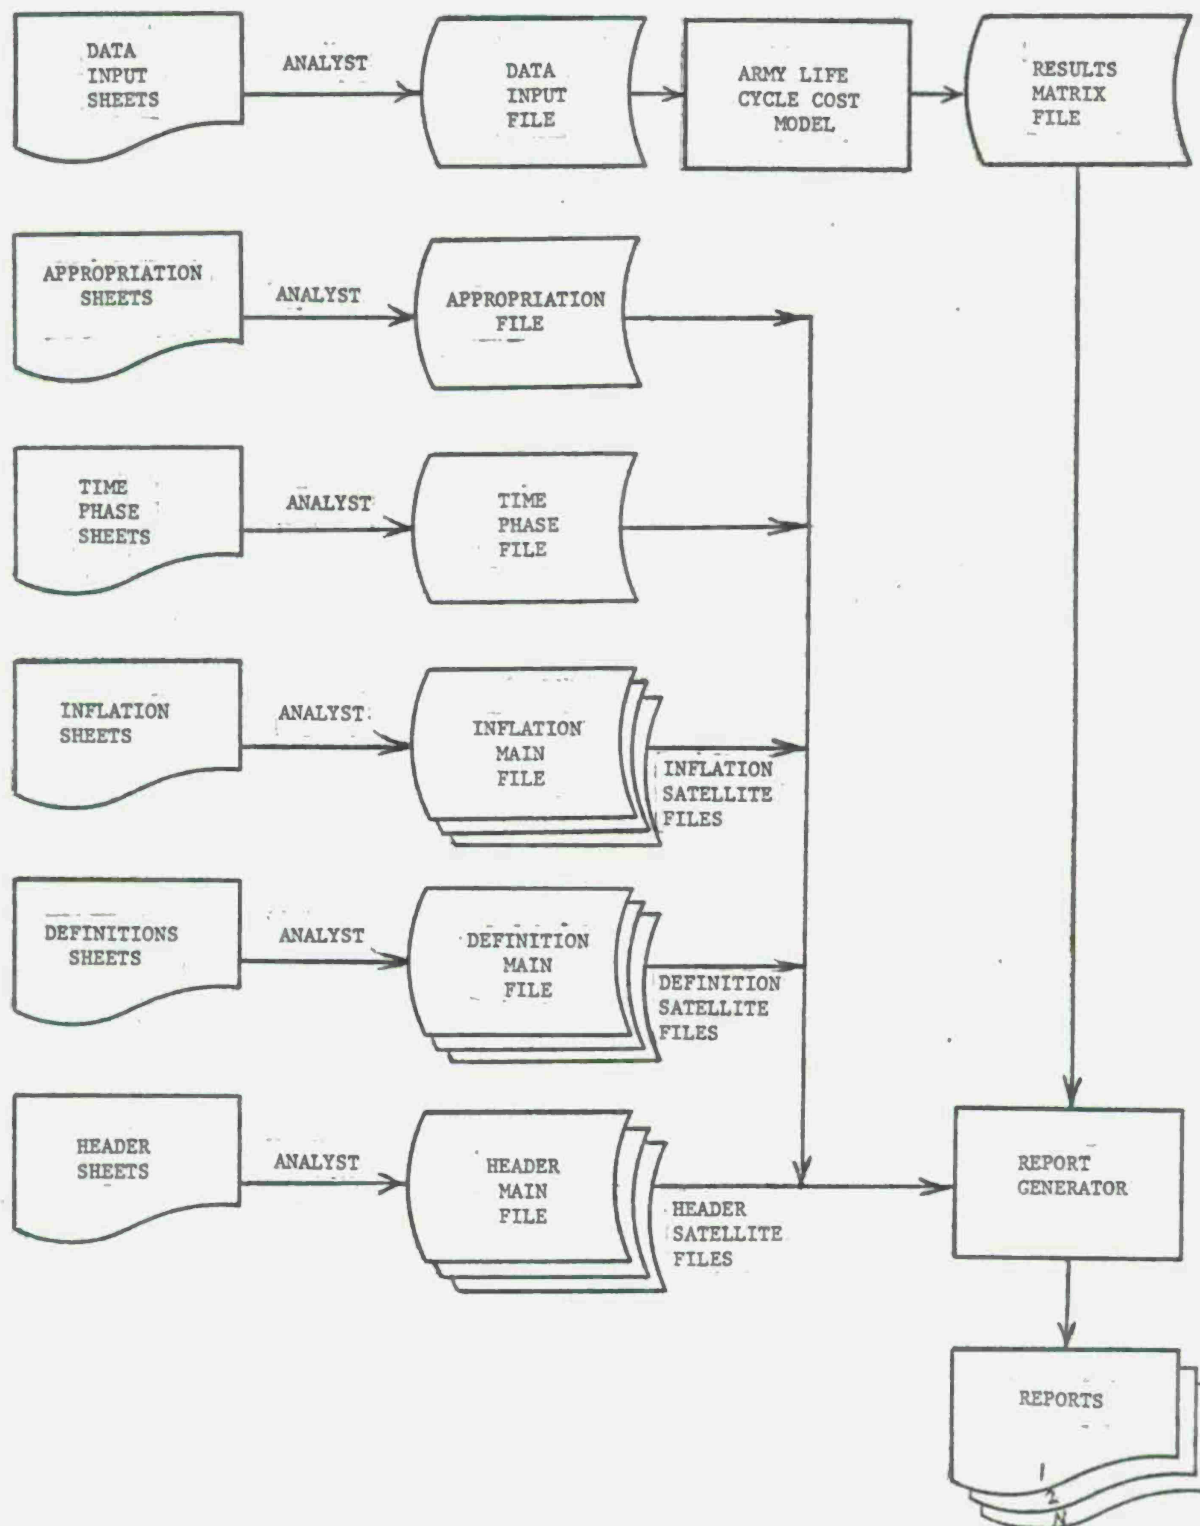 DATA
INPUT
SHEETS
ANALYST
DATA
INPUT
FILE
ARMY LIFE
CYCLE COST
MODEL
RESULTS
MATRIX
FILE
APPROPRIATION
SHEETS
ANALYST
APPROPRIATION
FILE
TIME
PHASE
SHEETS
ANALYST
TIME
PHASE
FILE
INFLATION
SHEETS
ANALYST
INFLATION
MAIN
FILE
INFLATION
SATELLITE
FILES
DEFINITIONS
SHEETS
ANALYST
DEFINITION
MAIN
FILE
DEFINITION
SATELLITE
FILES
HEADER
SHEETS
ANALYST
HEADER
MAIN
FILE
HEADER
SATELLITE
FILES
REPORT
GENERATOR
REPORTS
1
2
N